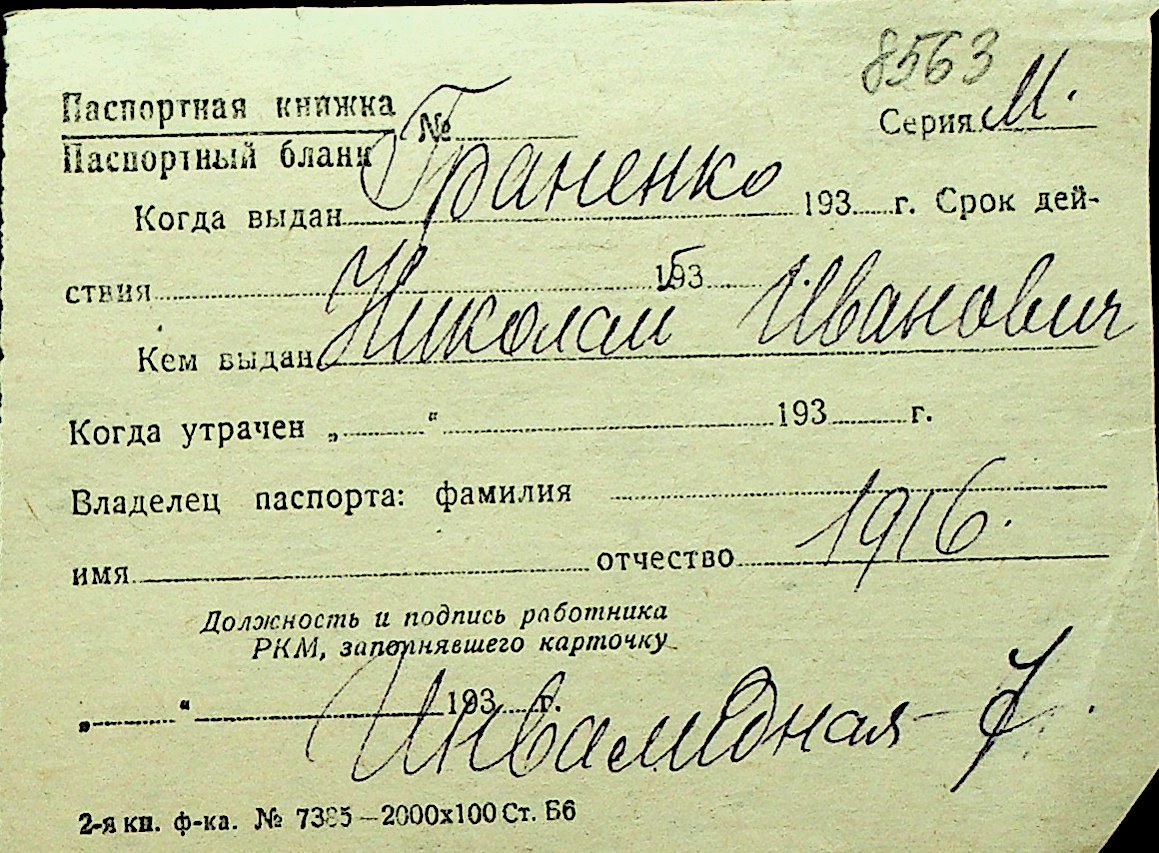 8563
Паспортная книжка
Паспортный бланк № Серия М.
Граненко
Когда выдан 193 г. Срок дей-
ствия 193
Николай Иванович
Кем выдан
Когда утрачен „ “ 193 г.
Владелец паспорта: фамилия
1916.
имя отчество
Должность и подпись работника
РКМ, заполнявшего карточку
„ “ 193 г.
Инвалидная - 7.
2-я кн. ф-ка. № 7385—2000х100 Ст. Б6